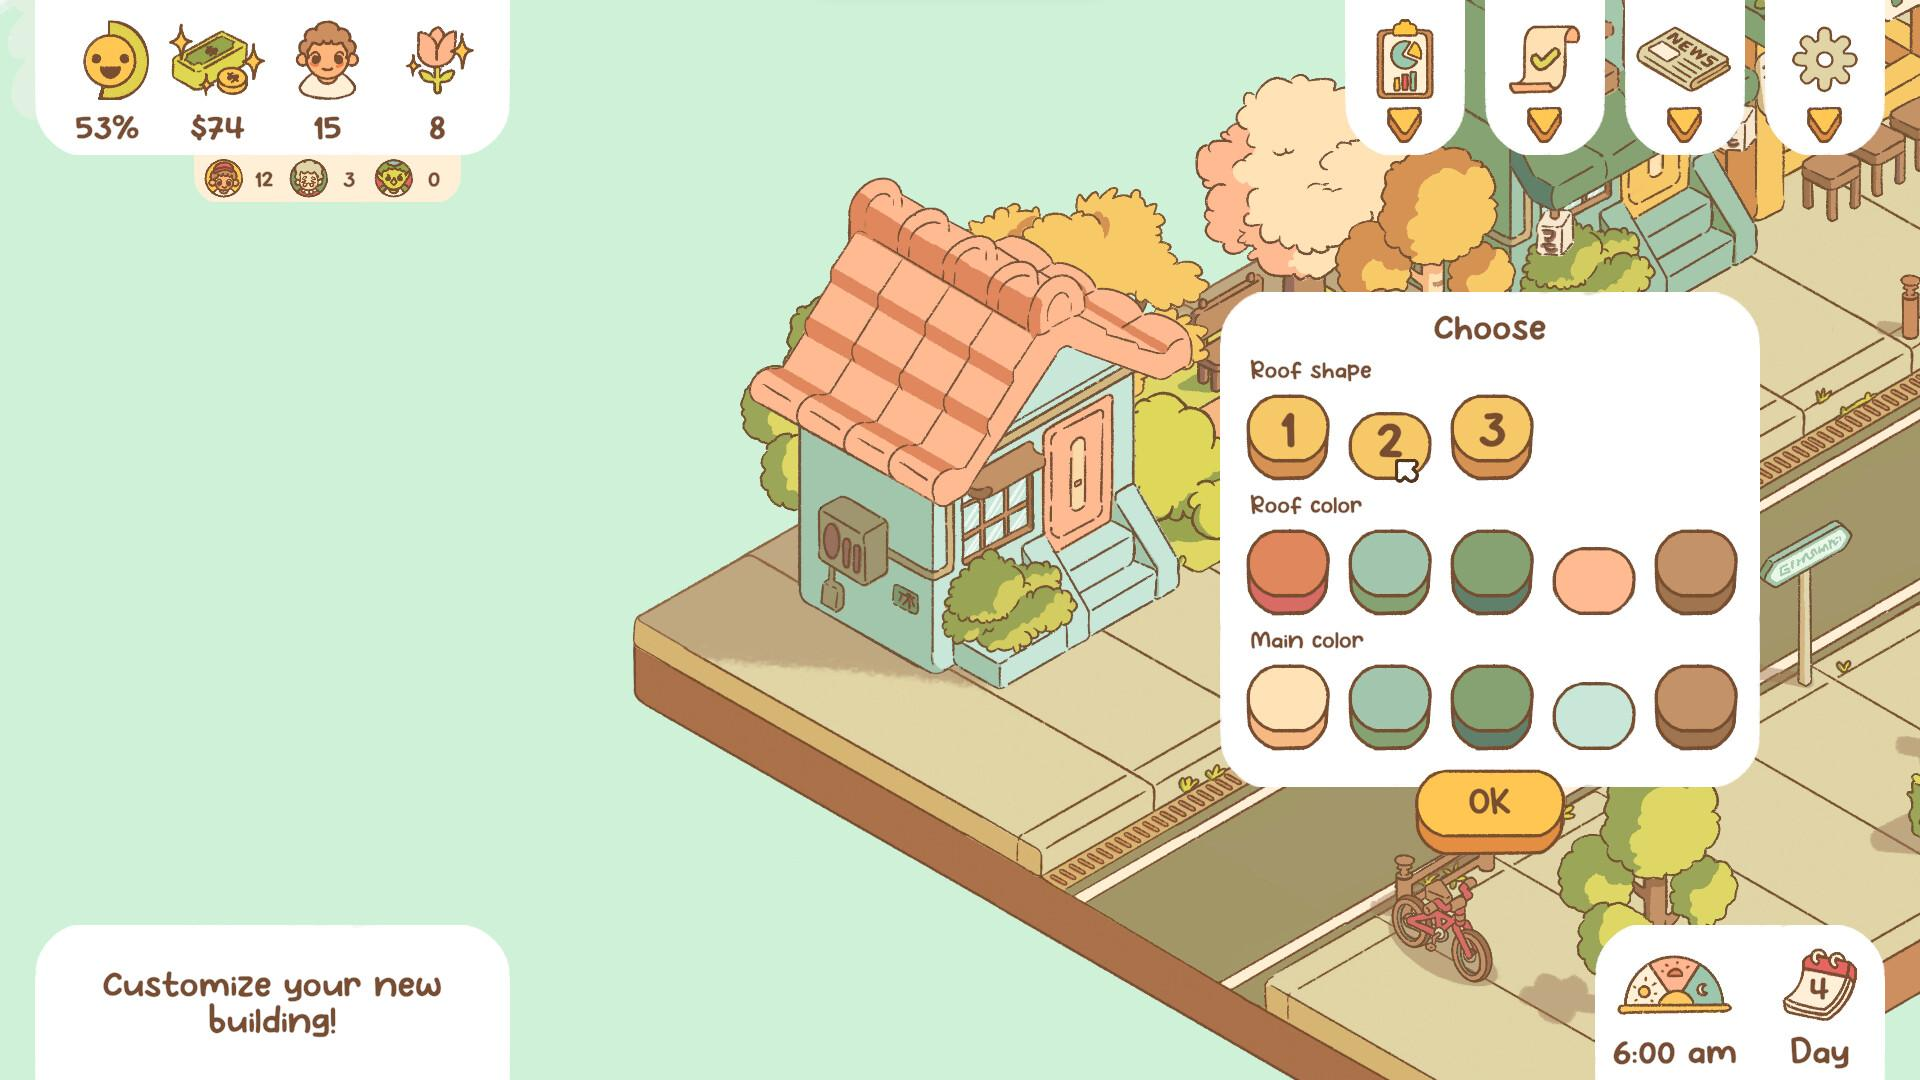 53%
$74
15
8
12
3
0
NEWS
Choose
Roof shape
1
2
3
Roof color
Main color
OK
Customize your new
building!
4
6:00 am
Day